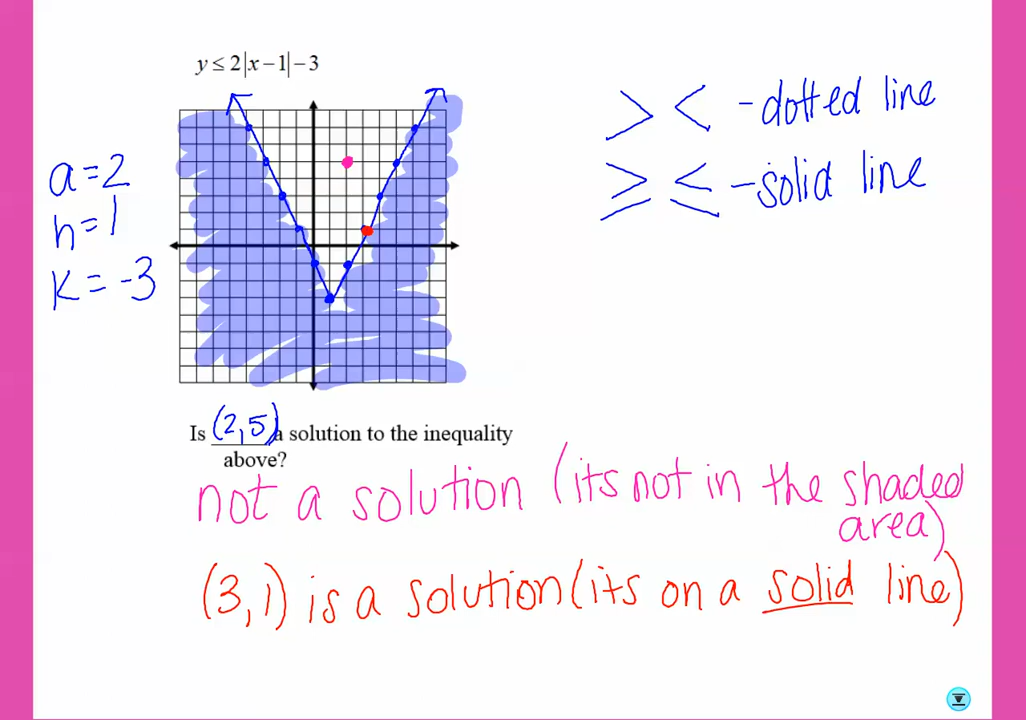 y ≤ 2|x − 1| − 3
> < - dotted line
≥ ≤ - solid line
a = 2
h = 1
k = -3
Is (2,5) a solution to the inequality
above?
not a solution (its not in the shaded
area)
(3,1) is a solution (its on a solid line)